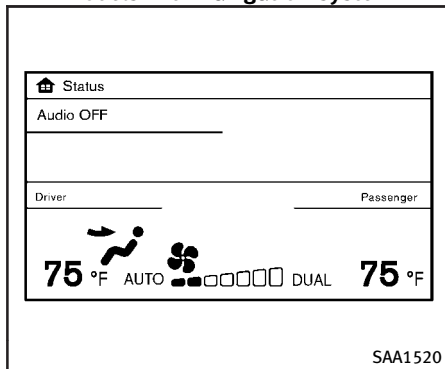 Status
Audio OFF
Driver Passenger
75 °F AUTO DUAL 75 °F
SAA1520